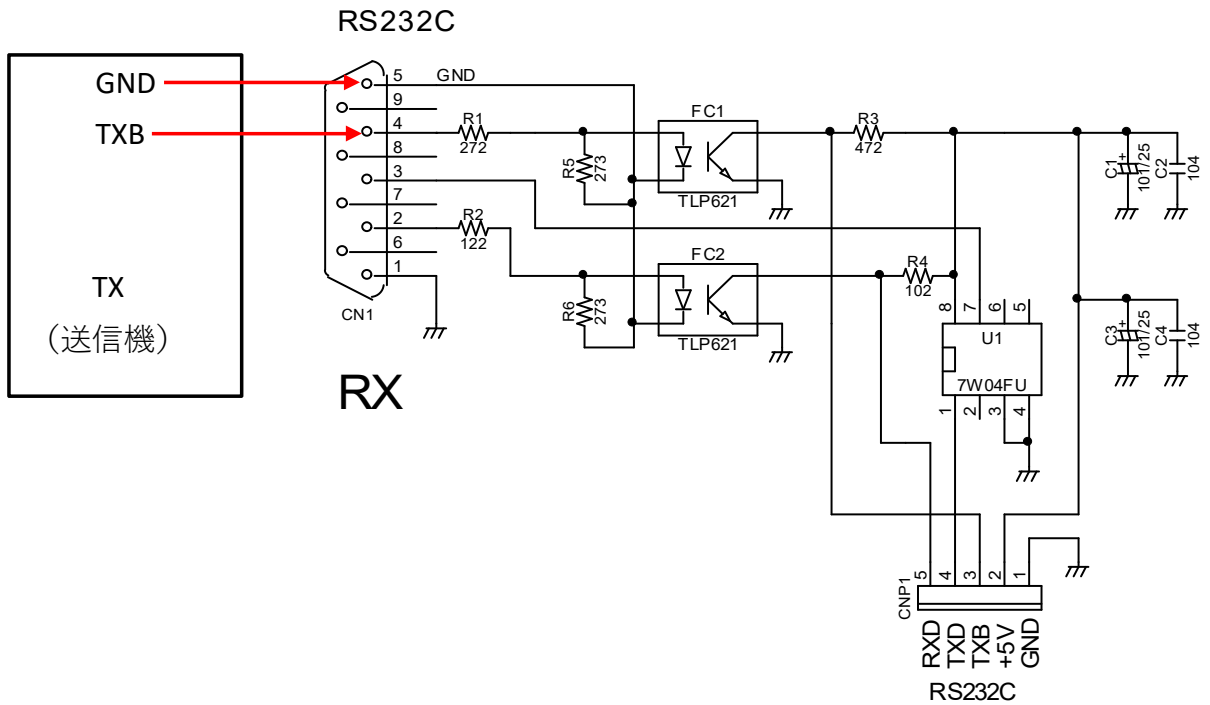 RS232C
GND
TXB
TX
(送信機)
RX
5
GND
9
4
8
3
7
2
6
1
CN1
R1
272
R5
273
R2
122
R6
273
FC1
TLP621
FC2
TLP621
R3
472
R4
102
C1
+
101/25
C2
104
C3
+
101/25
C4
104
8
7
6
5
U1
7W04FU
1
2
3
4
CNP1
5
4
3
2
1
RXD
TXD
TXB
+5V
GND
RS232C